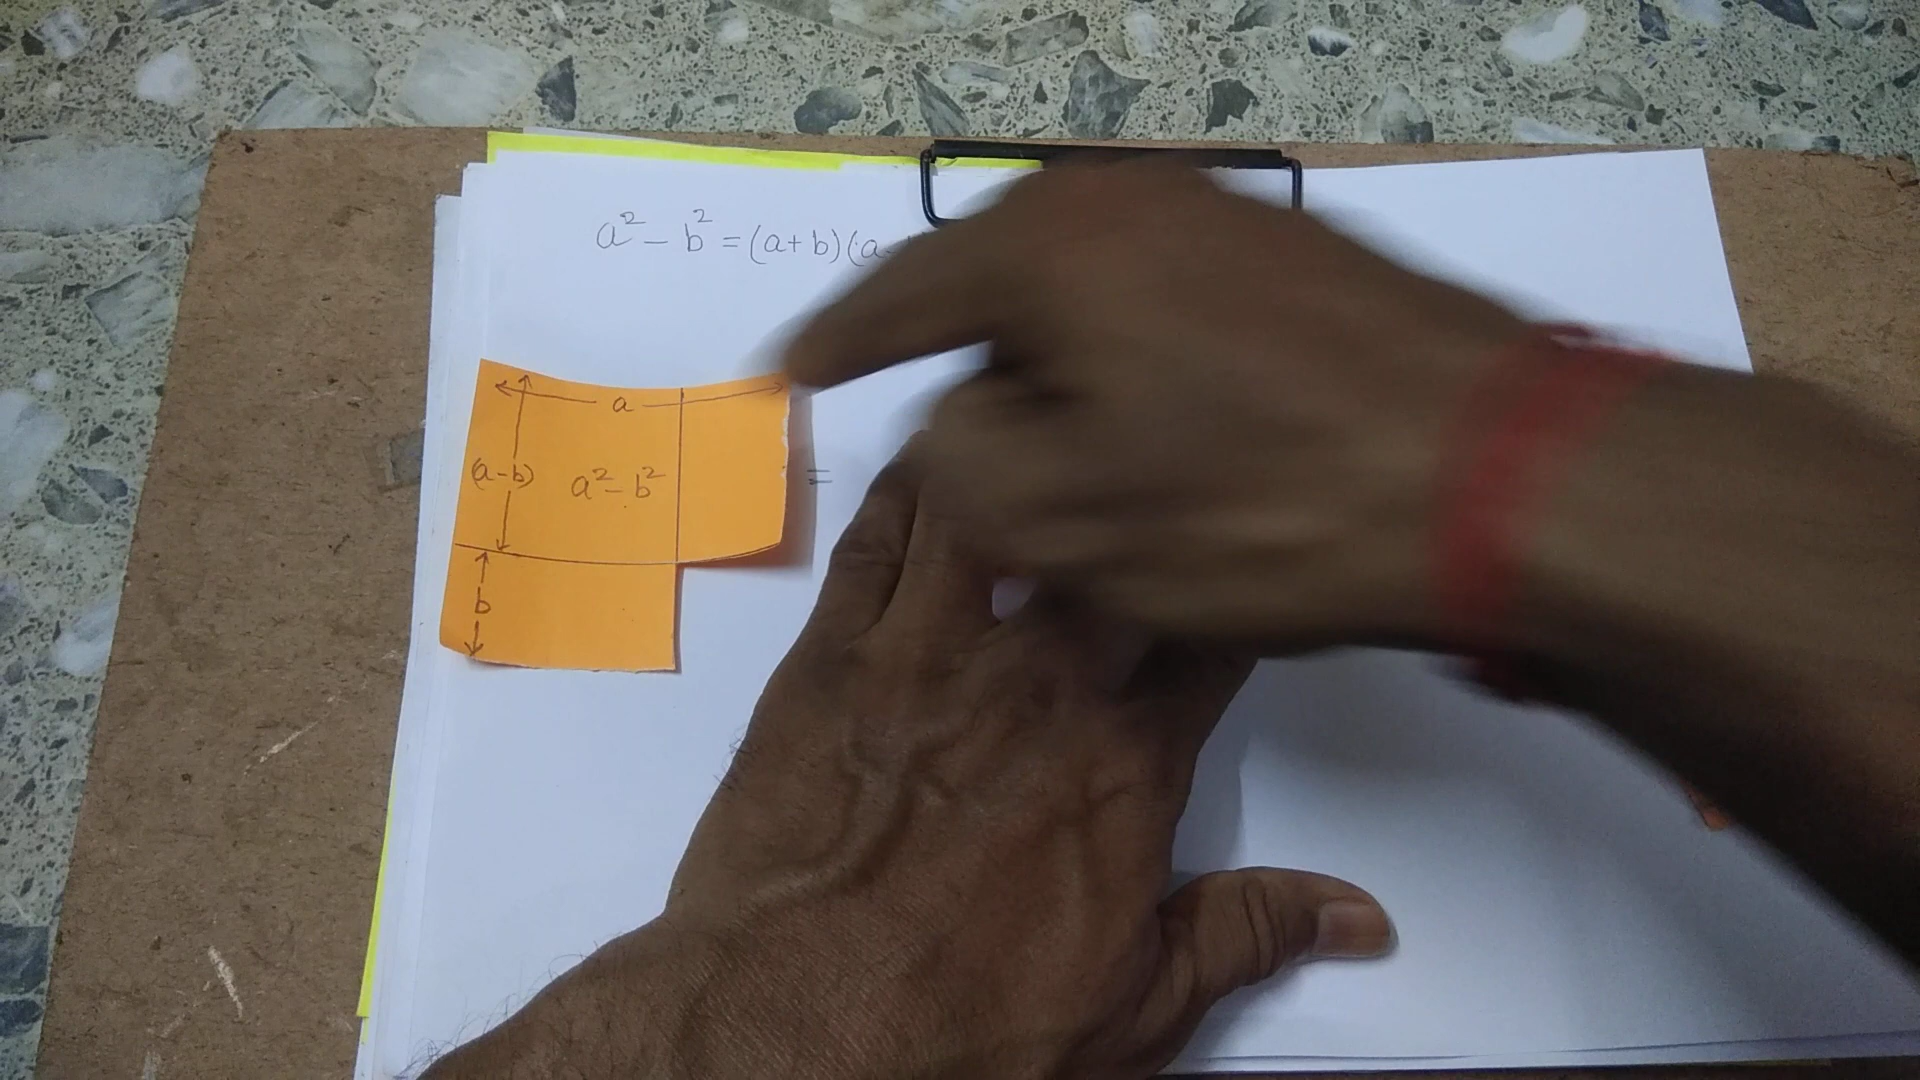 a² - b² = (a+b)(a-
a
(a-b)
a² - b²
=
b